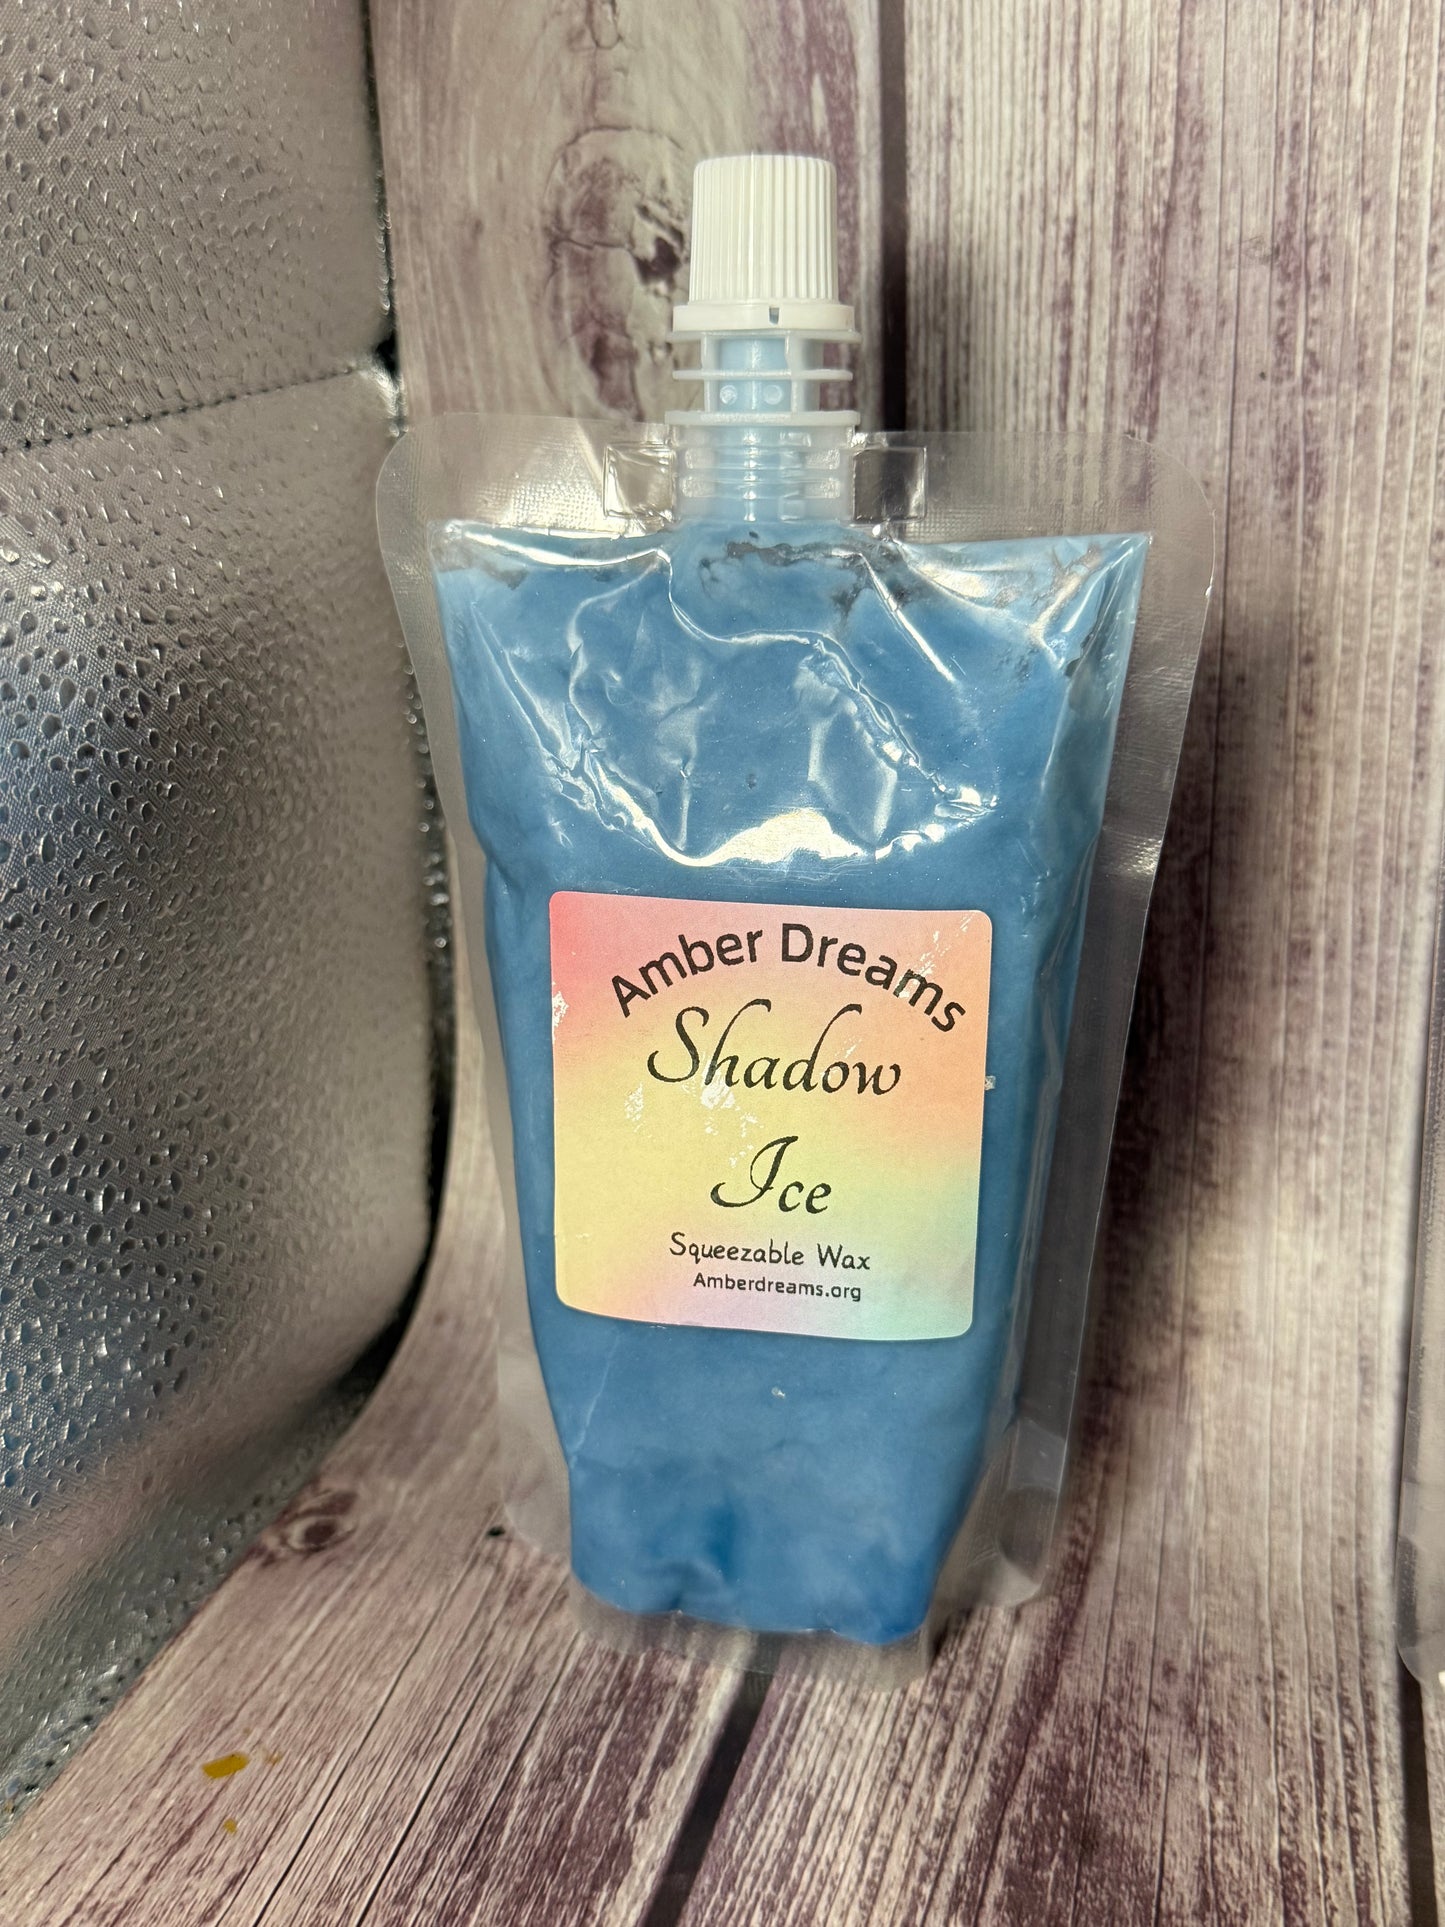 Amber Dreams
Shadow
Ice
Squeezable Wax
Amberdreams.org